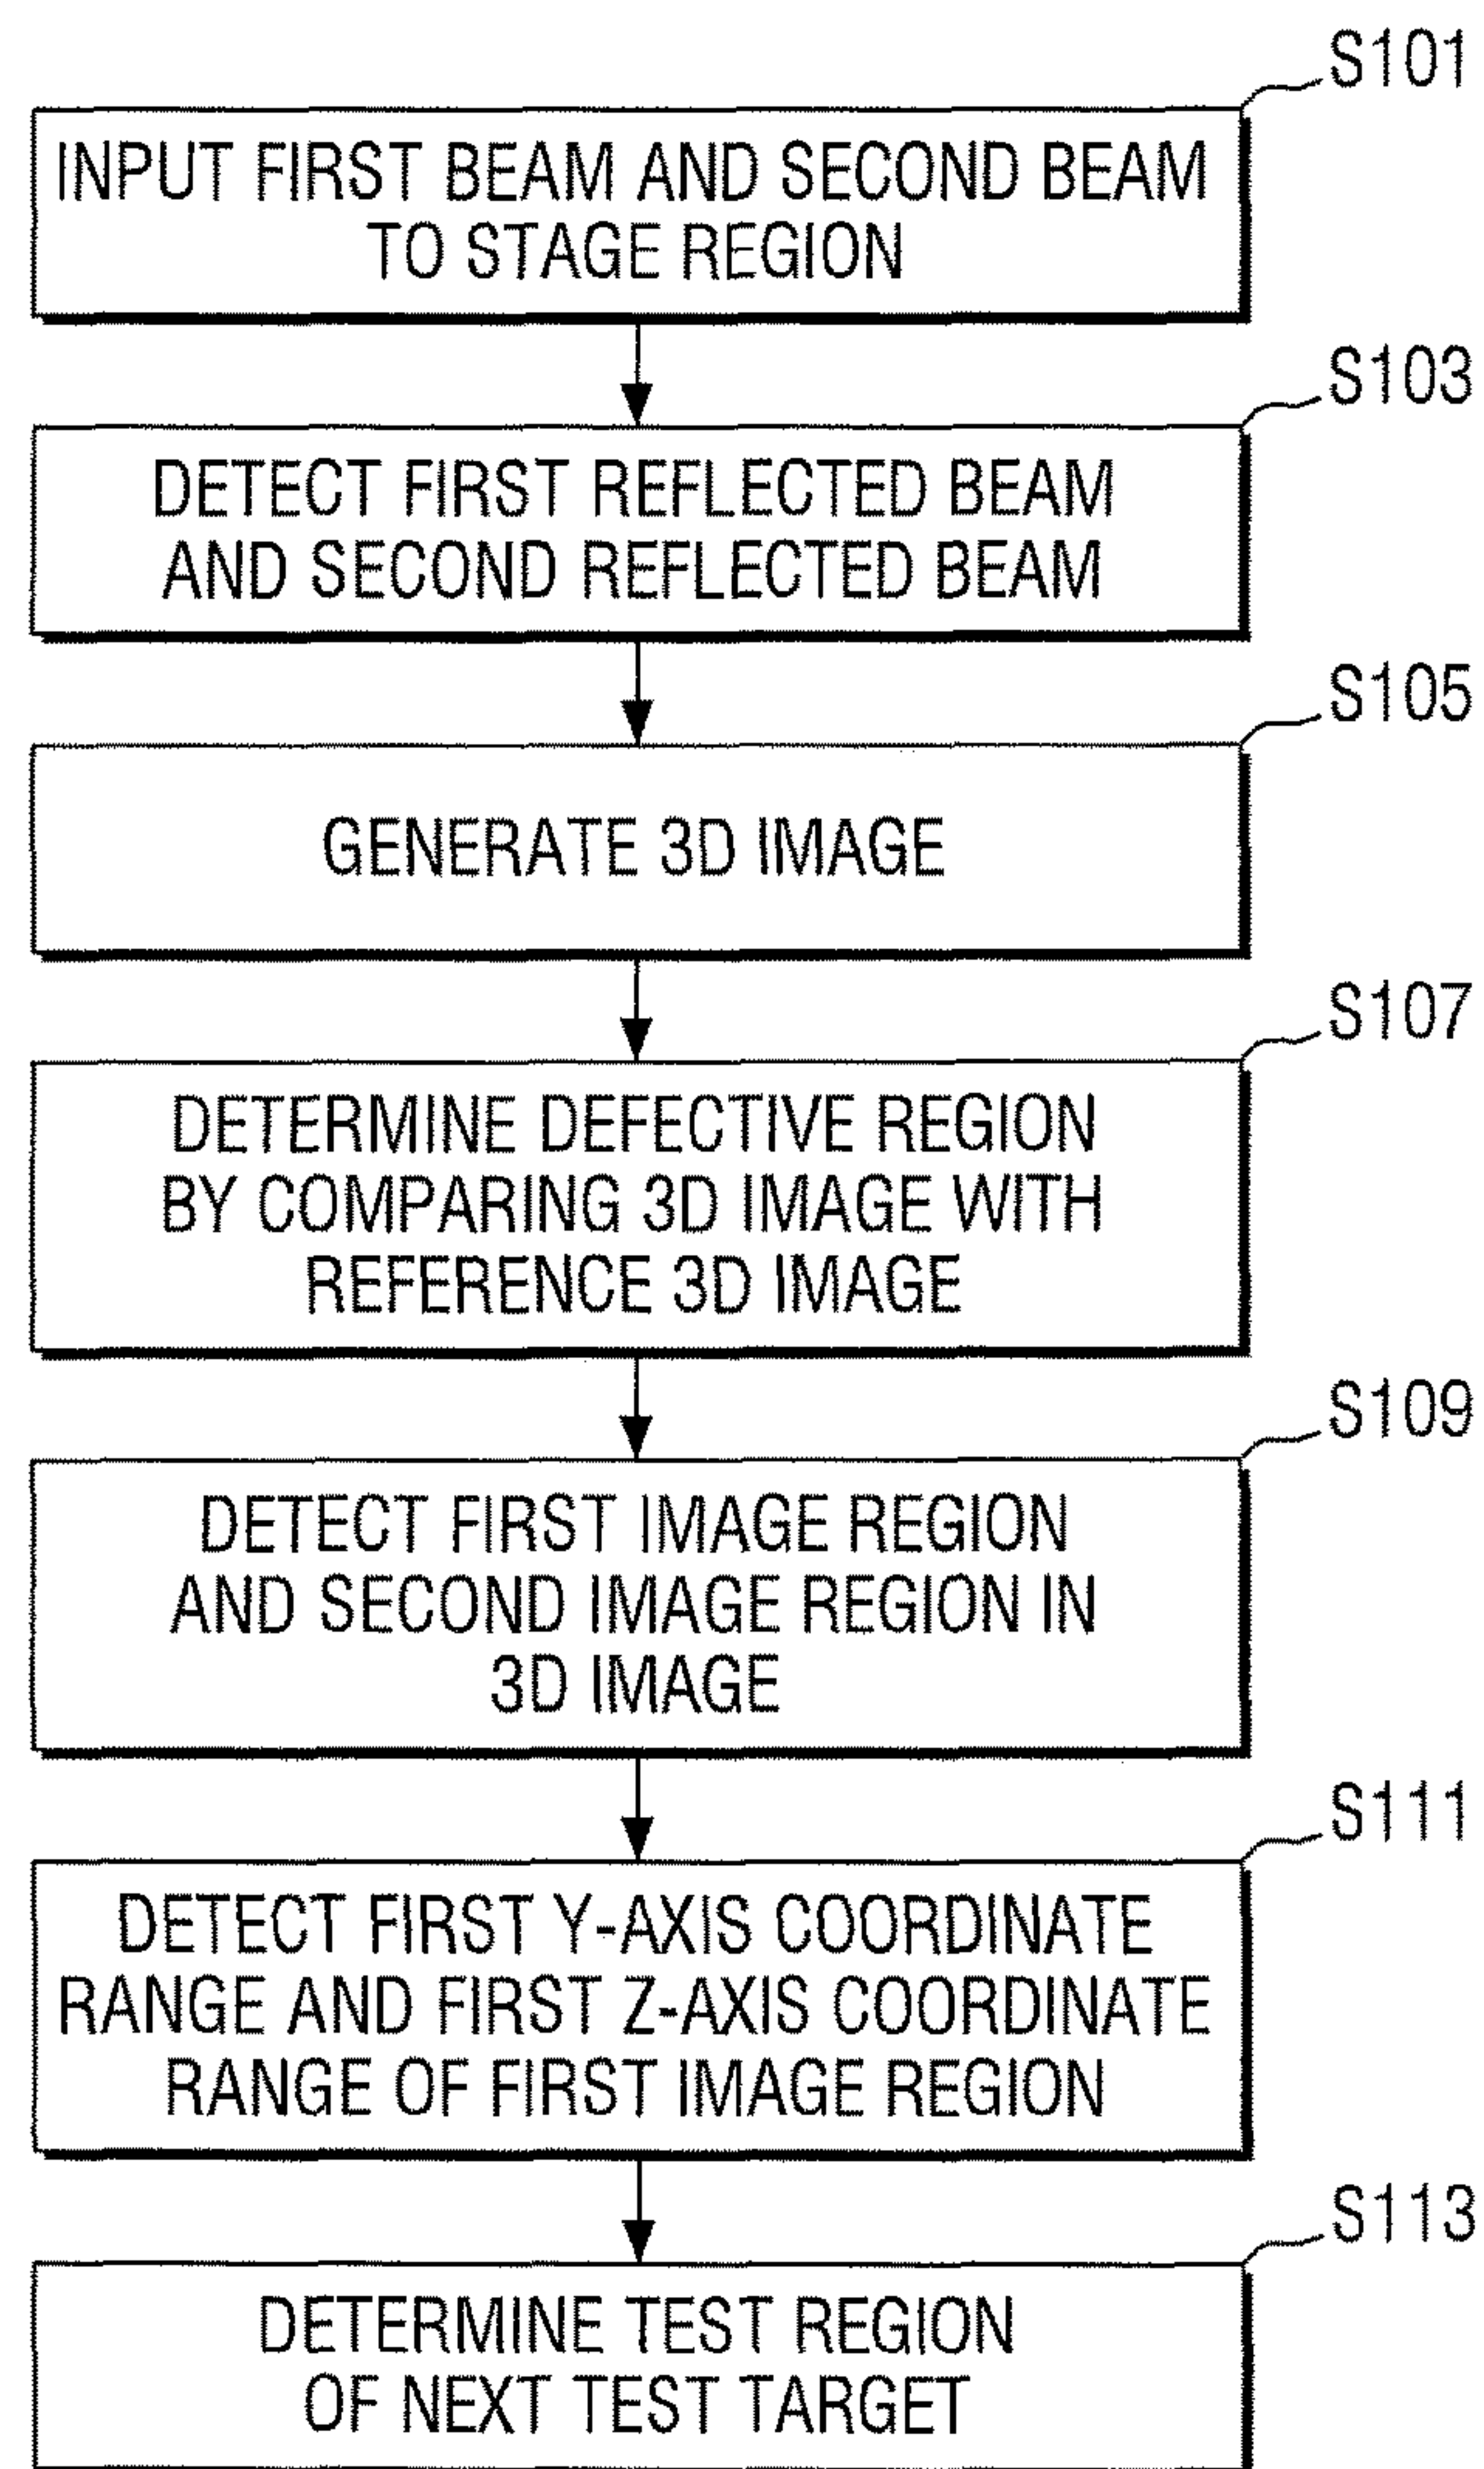 S101
INPUT FIRST BEAM AND SECOND BEAM
TO STAGE REGION
S103
DETECT FIRST REFLECTED BEAM
AND SECOND REFLECTED BEAM
S105
GENERATE 3D IMAGE
S107
DETERMINE DEFECTIVE REGION
BY COMPARING 3D IMAGE WITH
REFERENCE 3D IMAGE
S109
DETECT FIRST IMAGE REGION
AND SECOND IMAGE REGION IN
3D IMAGE
S111
DETECT FIRST Y-AXIS COORDINATE
RANGE AND FIRST Z-AXIS COORDINATE
RANGE OF FIRST IMAGE REGION
S113
DETERMINE TEST REGION
OF NEXT TEST TARGET